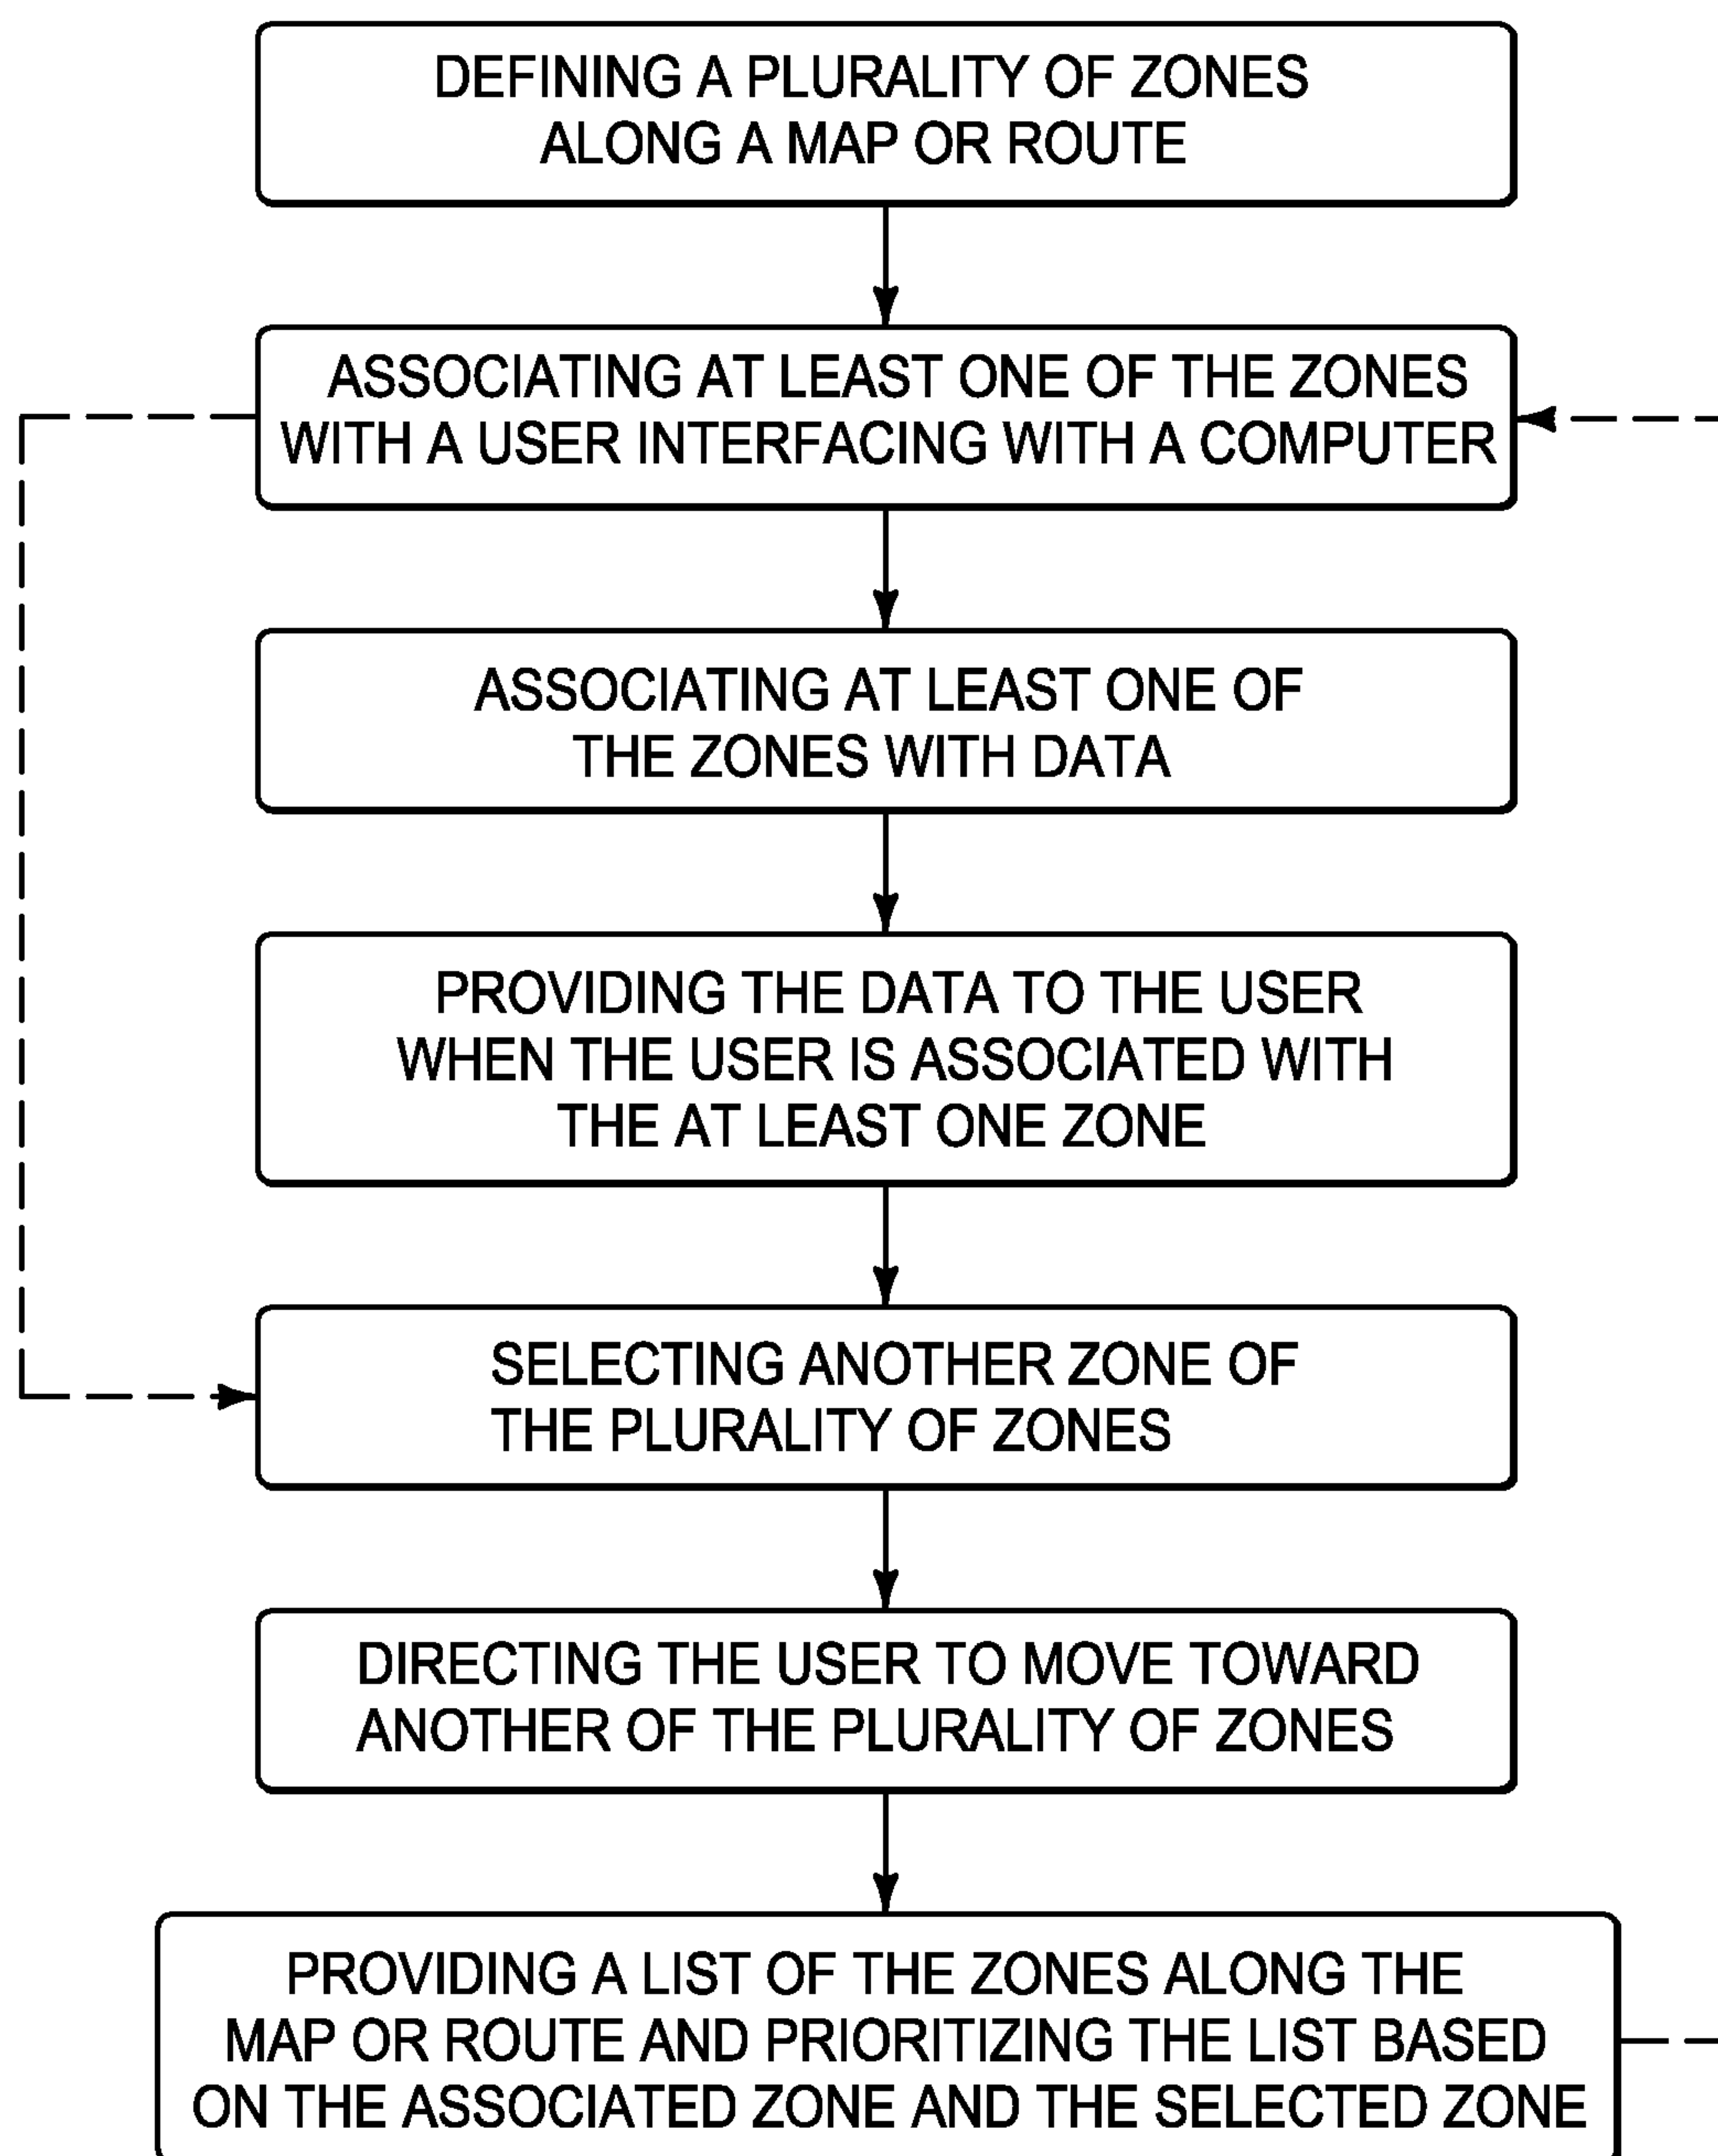 DEFINING A PLURALITY OF ZONES
ALONG A MAP OR ROUTE
ASSOCIATING AT LEAST ONE OF THE ZONES
WITH A USER INTERFACING WITH A COMPUTER
ASSOCIATING AT LEAST ONE OF
THE ZONES WITH DATA
PROVIDING THE DATA TO THE USER
WHEN THE USER IS ASSOCIATED WITH
THE AT LEAST ONE ZONE
SELECTING ANOTHER ZONE OF
THE PLURALITY OF ZONES
DIRECTING THE USER TO MOVE TOWARD
ANOTHER OF THE PLURALITY OF ZONES
PROVIDING A LIST OF THE ZONES ALONG THE
MAP OR ROUTE AND PRIORITIZING THE LIST BASED
ON THE ASSOCIATED ZONE AND THE SELECTED ZONE